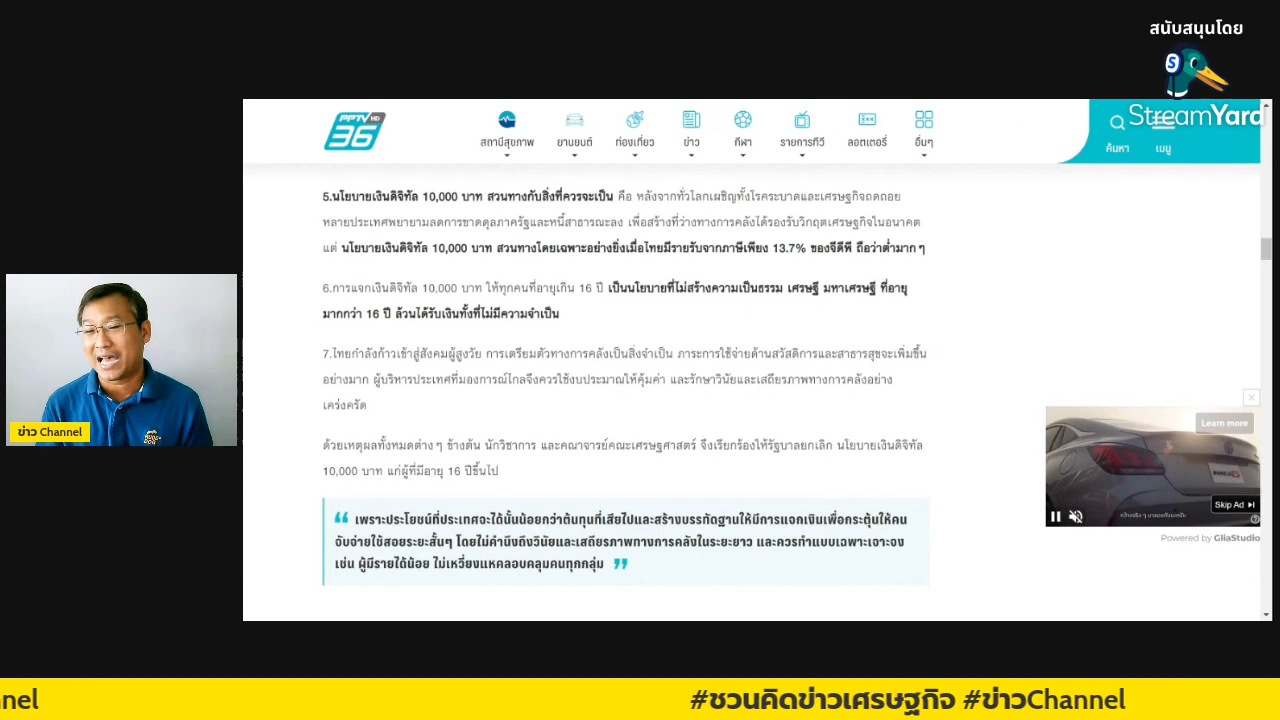 สนับสนุนโดย
S
StreamYard
PPTV HD
36
สถานีสุขภาพ
ยานยนต์
ท่องเที่ยว
ข่าว
กีฬา
รายการทีวี
ลอตเตอรี่
อื่นๆ
ค้นหา
เมนู
5.นโยบายเงินดิจิทัล 10,000 บาท สวนทางกับสิ่งที่ควรจะเป็น คือ หลังจากทั่วโลกเผชิญทั้งโรคระบาดและเศรษฐกิจถดถอย
หลายประเทศพยายามลดการขาดดุลภาครัฐและหนี้สาธารณะลง เพื่อสร้างที่ว่างทางการคลังได้รองรับวิกฤตเศรษฐกิจในอนาคต
แต่ นโยบายเงินดิจิทัล 10,000 บาท สวนทางโดยเฉพาะอย่างยิ่งเมื่อไทยมีรายรับจากภาษีเพียง 13.7% ของจีดีพี ถือว่าต่ำมาก ๆ
6.การแจกเงินดิจิทัล 10,000 บาท ให้ทุกคนที่อายุเกิน 16 ปี เป็นนโยบายที่ไม่สร้างความเป็นธรรม เศรษฐี มหาเศรษฐี ที่อายุ
มากกว่า 16 ปี ล้วนได้รับเงินทั้งที่ไม่มีความจำเป็น
7.ไทยกำลังก้าวเข้าสู่สังคมผู้สูงวัย การเตรียมตัวทางการคลังเป็นสิ่งจำเป็น ภาระการใช้จ่ายด้านสวัสดิการและสาธารสุขจะเพิ่มขึ้น
อย่างมาก ผู้บริหารประเทศที่มองการณ์ไกลจึงควรใช้งบประมาณให้คุ้มค่า และรักษาวินัยและเสถียรภาพทางการคลังอย่าง
เคร่งครัด
ด้วยเหตุผลทั้งหมดต่าง ๆ ข้างต้น นักวิชาการ และคณาจารย์คณะเศรษฐศาสตร์ จึงเรียกร้องให้รัฐบาลยกเลิก นโยบายเงินดิจิทัล
10,000 บาท แก่ผู้ที่มีอายุ 16 ปีขึ้นไป
“ เพราะประโยชน์ที่ประเทศจะได้นั้นน้อยกว่าต้นทุนที่เสียไปและสร้างบรรทัดฐานให้มีการแจกเงินเพื่อกระตุ้นให้คน
จับจ่ายใช้สอยระยะสั้นๆ โดยไม่คำนึงถึงวินัยและเสถียรภาพทางการคลังในระยะยาว และควรทำแบบเฉพาะเจาะจง
เช่น ผู้มีรายได้น้อย ไม่เหวี่ยงแหคลอบคลุมคนทุกกลุ่ม ”
Learn more
Skip Ad
Powered by GliaStudio
ข่าว Channel
nnel
#ชวนคิดข่าวเศรษฐกิจ #ข่าวChannel